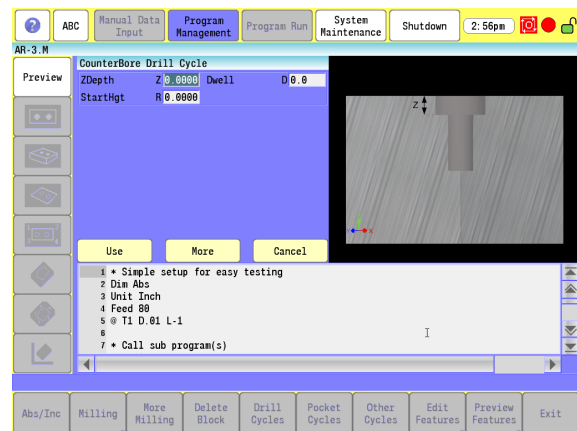 ?
ABC
Manual Data Input
Program Management
Program Run
System Maintenance
Shutdown
2:56pm
AR-3.M
Preview
CounterBore Drill Cycle
ZDepth Z 0.0000 Dwell D 0.0
StartHgt R 0.0000
Z
Y X
Use More Cancel
1 * Simple setup for easy testing
2 Dim Abs
3 Unit Inch
4 Feed 80
5 @ T1 D.01 L-1
6
7 * Call sub program(s)
Abs/Inc
Milling
More Milling
Delete Block
Drill Cycles
Pocket Cycles
Other Cycles
Edit Features
Preview Features
Exit